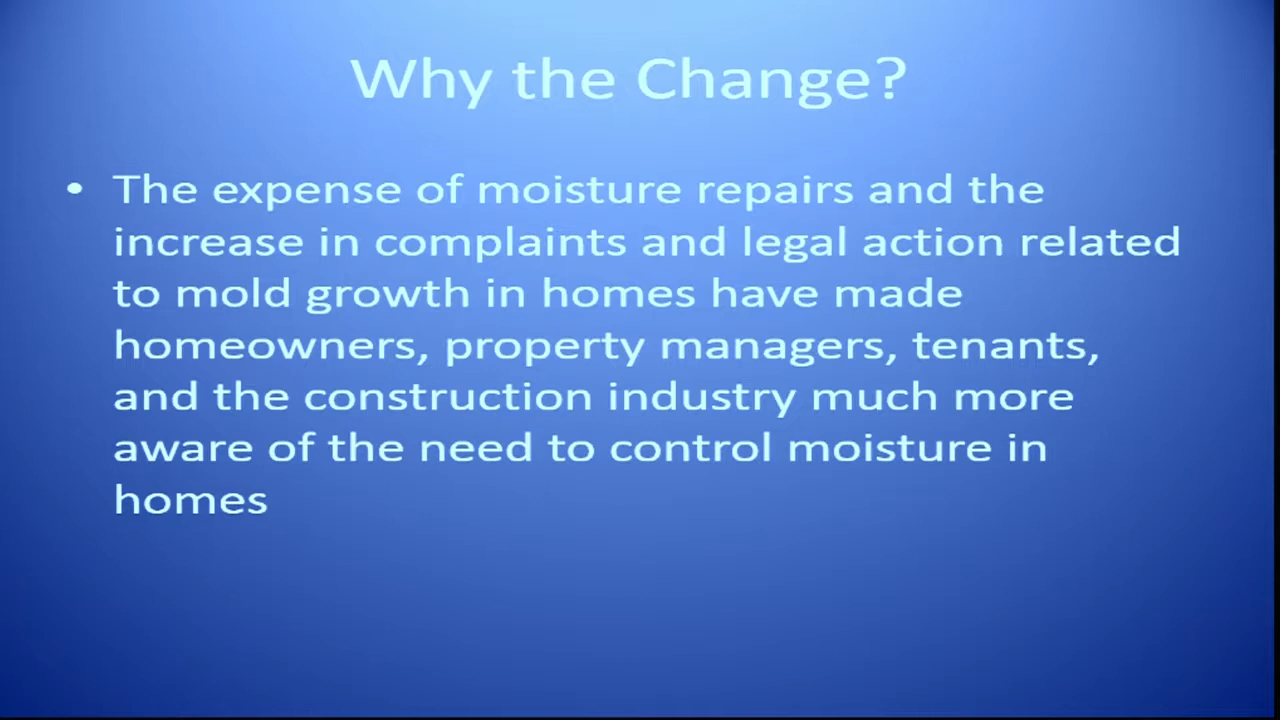 Why the Change?
• The expense of moisture repairs and the
increase in complaints and legal action related
to mold growth in homes have made
homeowners, property managers, tenants,
and the construction industry much more
aware of the need to control moisture in
homes